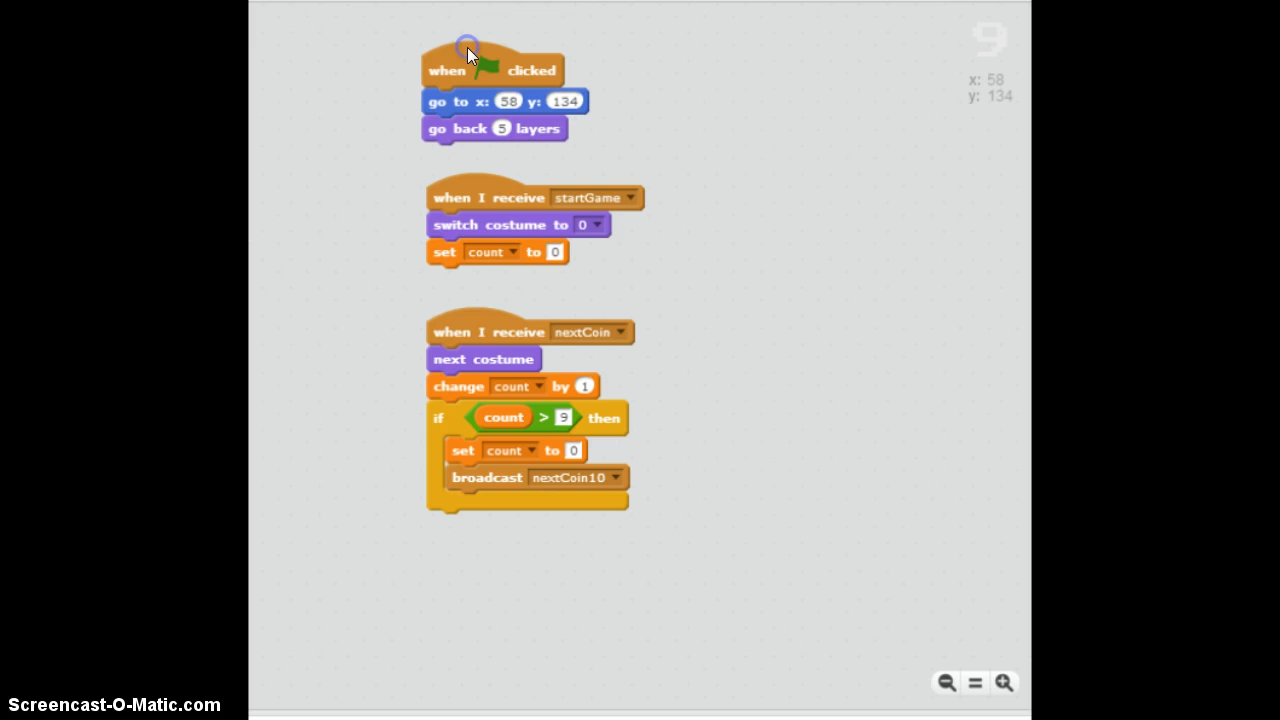 9
x: 58
y: 134
when clicked
go to x: 58 y: 134
go back 5 layers
when I receive startGame
switch costume to 0
set count to 0
when I receive nextCoin
next costume
change count by 1
if count > 9 then
set count to 0
broadcast nextCoin10
Screencast-O-Matic.com